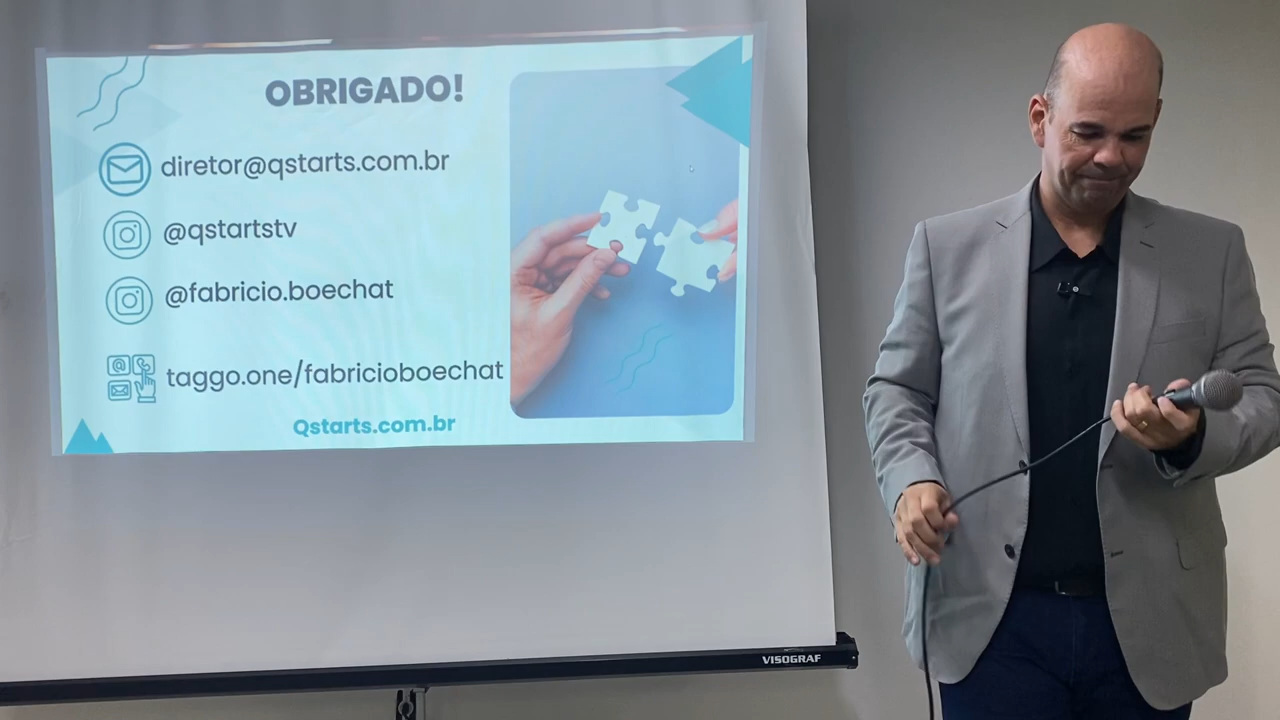 OBRIGADO!
diretor@qstarts.com.br
@qstartstv
@fabricio.boechat
taggo.one/fabricioboechat
Qstarts.com.br
VISOGRAF